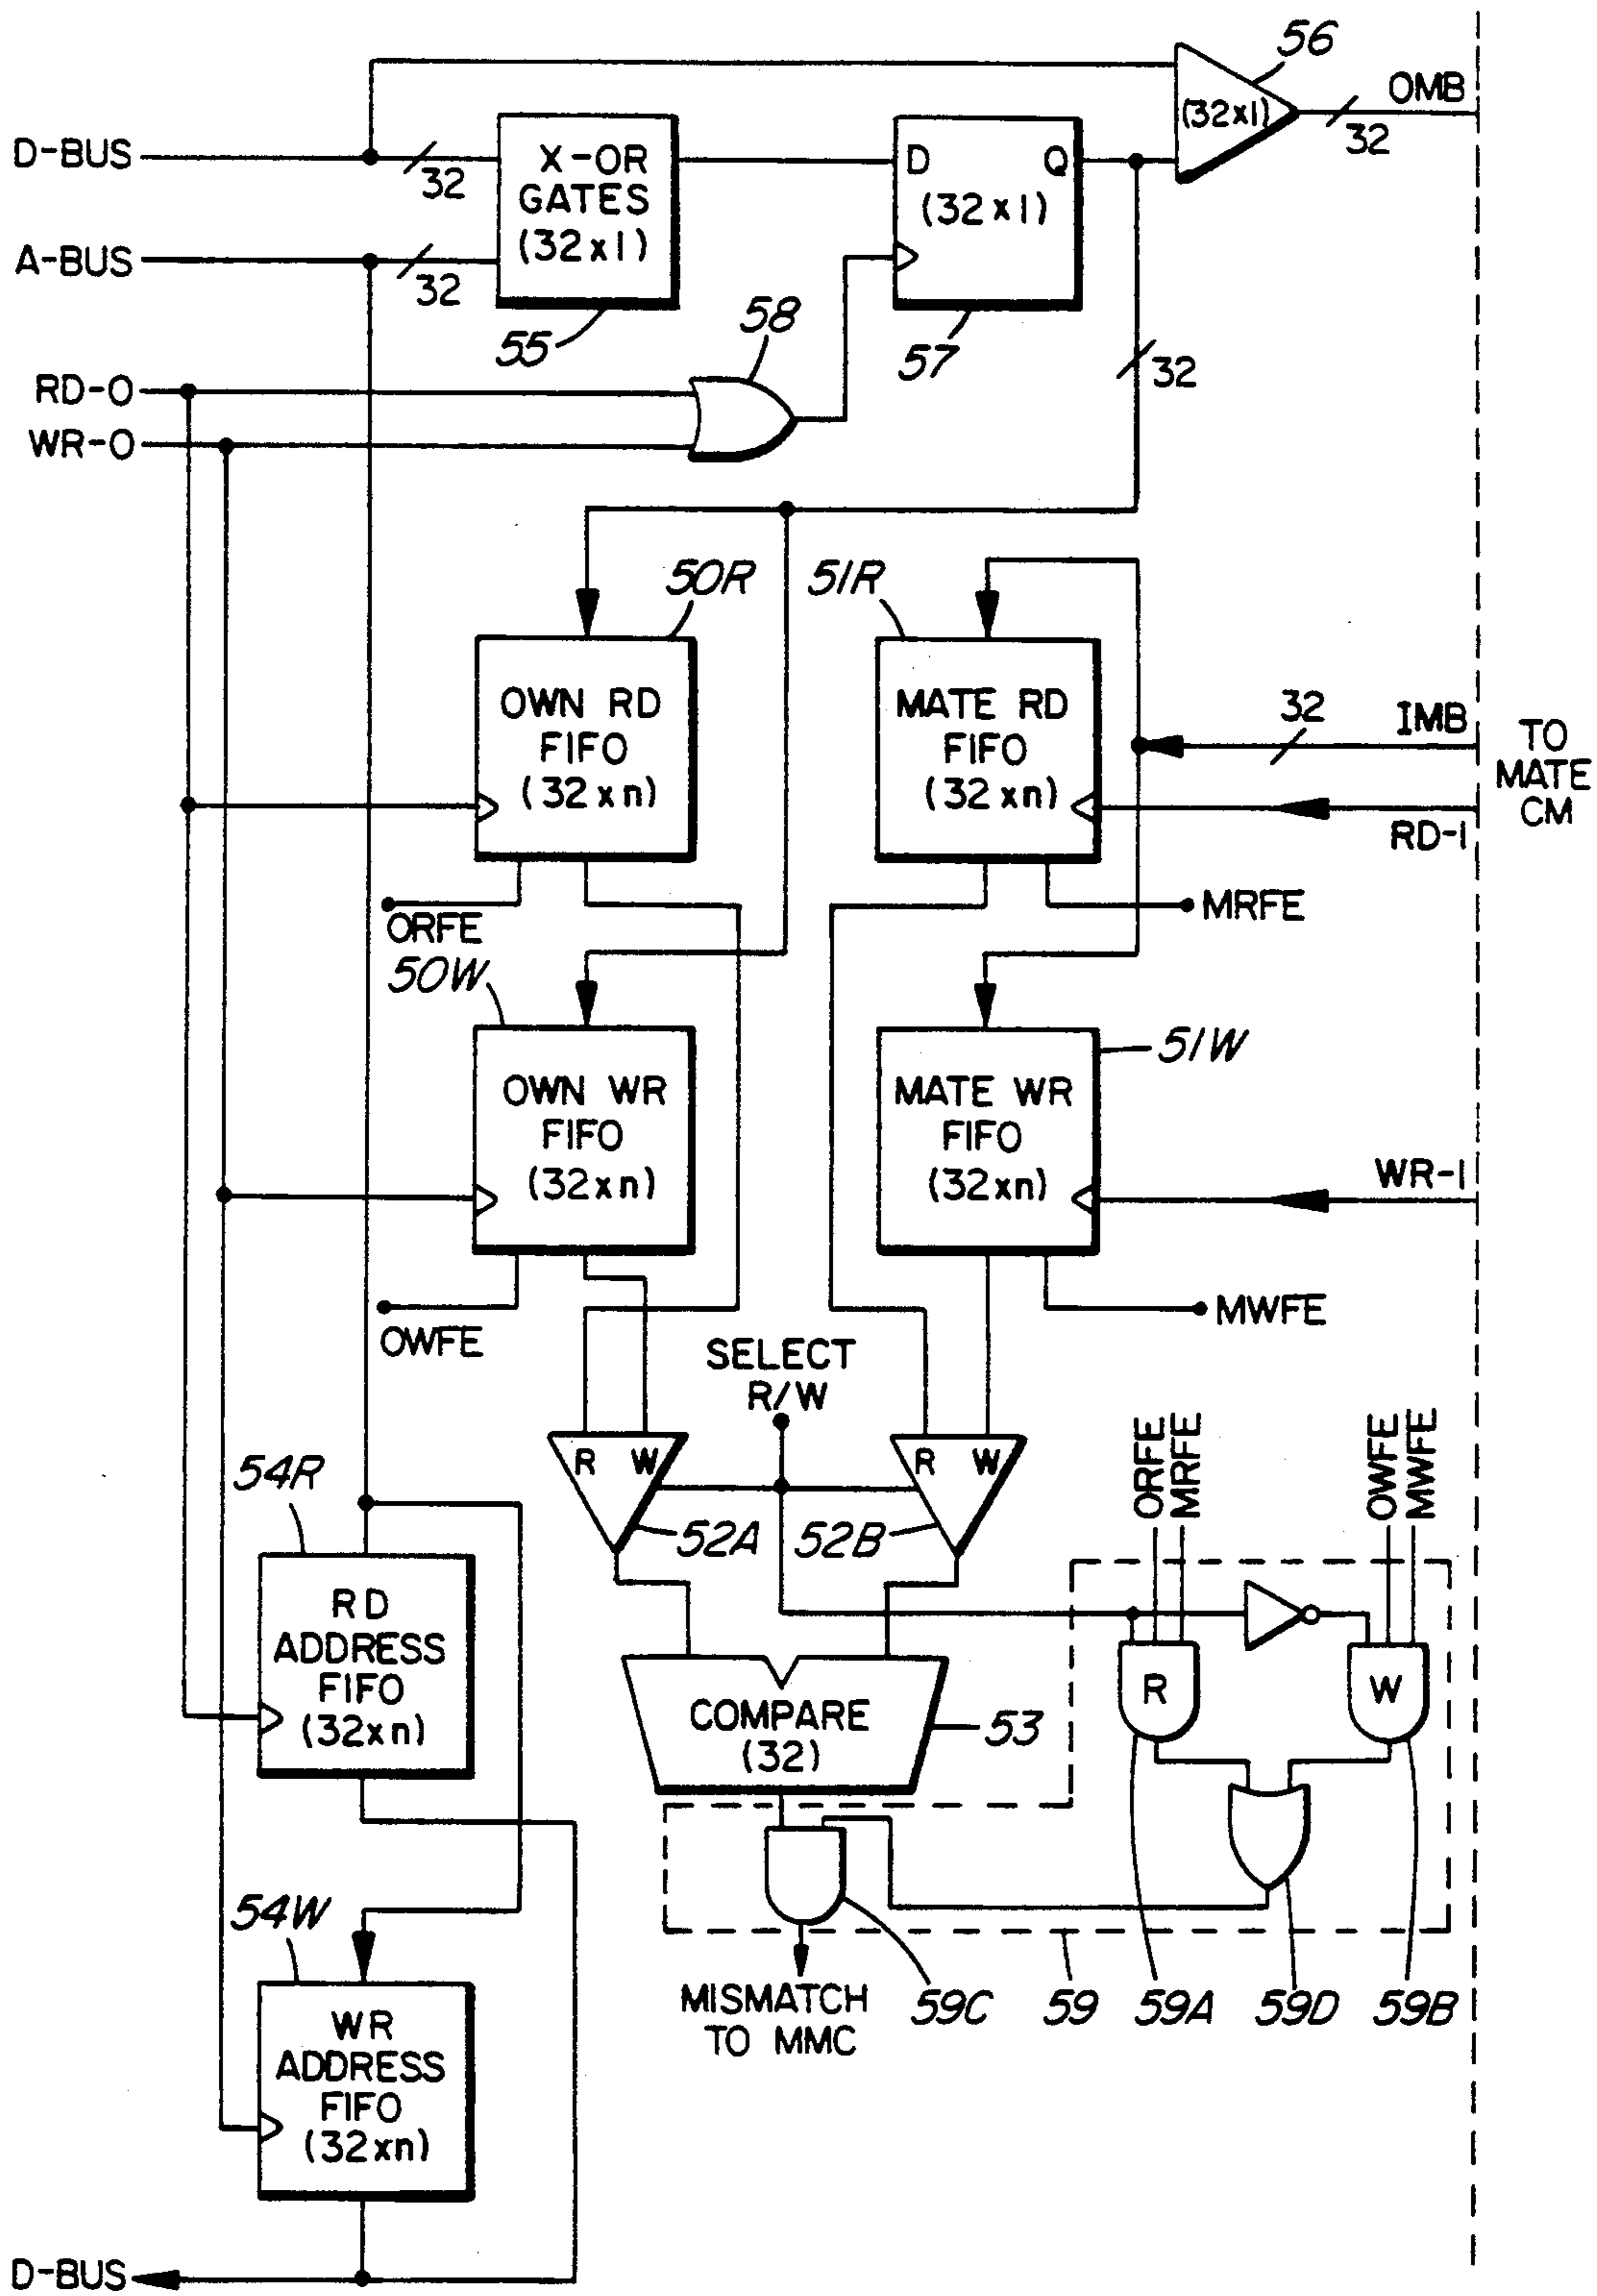 56
OMB
(32x1)
32
D-BUS
32
X-OR
GATES
(32x1)
D
Q
(32x1)
A-BUS
32
55
58
57
32
RD-0
WR-0
50R
51R
OWN RD
FIFO
(32xn)
MATE RD
FIFO
(32xn)
32
IMB
TO
MATE
CM
RD-1
ORFE
MRFE
50W
51W
OWN WR
FIFO
(32xn)
MATE WR
FIFO
(32xn)
WR-1
OWFE
MWFE
SELECT
R/W
ORFE
MRFE
OWFE
MWFE
R
W
R
W
54R
52A
52B
RD
ADDRESS
FIFO
(32xn)
R
W
COMPARE
(32)
53
54W
MISMATCH
TO MMC
59C
59
59A
59D
59B
WR
ADDRESS
FIFO
(32xn)
D-BUS